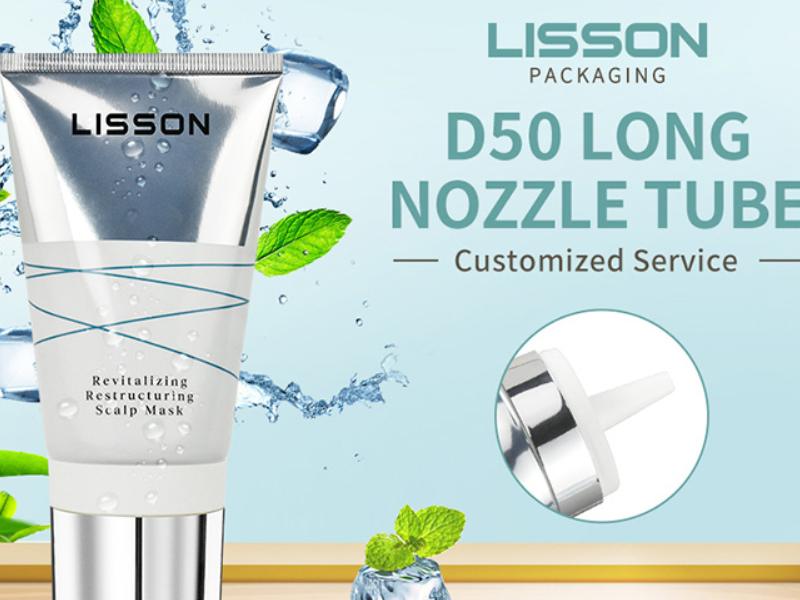 LISSON
PACKAGING
D50 LONG
NOZZLE TUBE
Customized Service
LISSON
Revitalizing
Restructuring
Scalp Mask